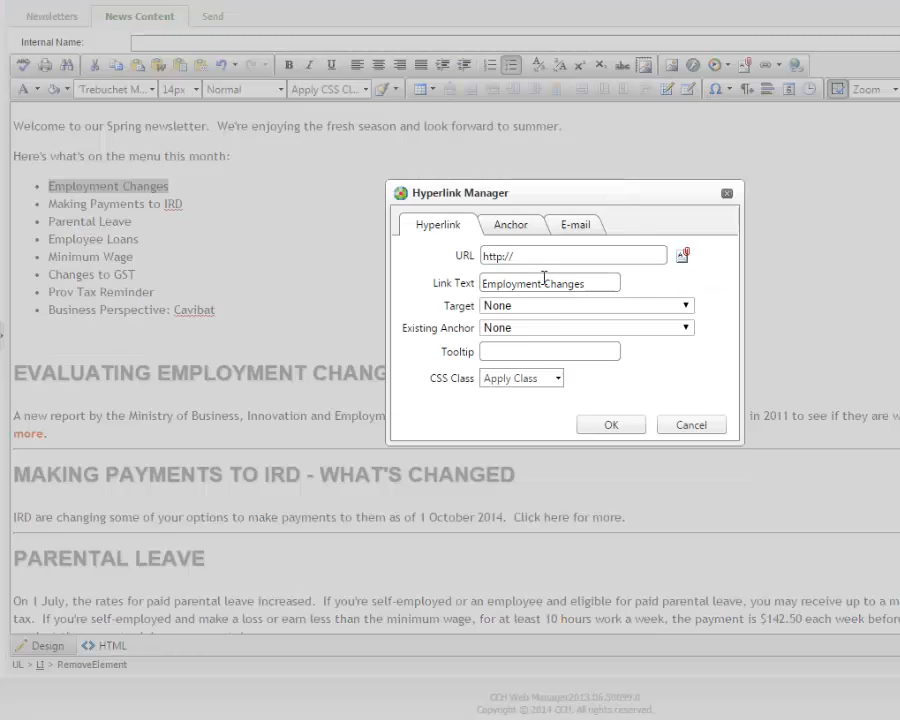 Newsletters News Content Send
Internal Name:
B I U abc
A 'Trebuchet M... 14px Normal Apply CSS Cl... Ω Zoom
Welcome to our Spring newsletter. We're enjoying the fresh season and look forward to summer.
Here's what's on the menu this month:
• Employment Changes
• Making Payments to IRD
• Parental Leave
• Employee Loans
• Minimum Wage
• Changes to GST
• Prov Tax Reminder
• Business Perspective: Cavibat
Hyperlink Manager
Hyperlink Anchor E-mail
URL http://
Link Text Employment Changes
Target None
Existing Anchor None
Tooltip
CSS Class Apply Class
OK Cancel
EVALUATING EMPLOYMENT CHANG
A new report by the Ministry of Business, Innovation and Employm in 2011 to see if they are w
more.
MAKING PAYMENTS TO IRD - WHAT'S CHANGED
IRD are changing some of your options to make payments to them as of 1 October 2014. Click here for more.
PARENTAL LEAVE
On 1 July, the rates for paid parental leave increased. If you're self-employed or an employee and eligible for paid parental leave, you may receive up to a m
tax. If you're self-employed and make a loss or earn less than the minimum wage, for at least 10 hours work a week, the payment is $142.50 each week before
Design HTML
UL > LI > RemoveElement
CCH Web Manager2013.06.50099.0
Copyright © 2014 CCH. All rights reserved.